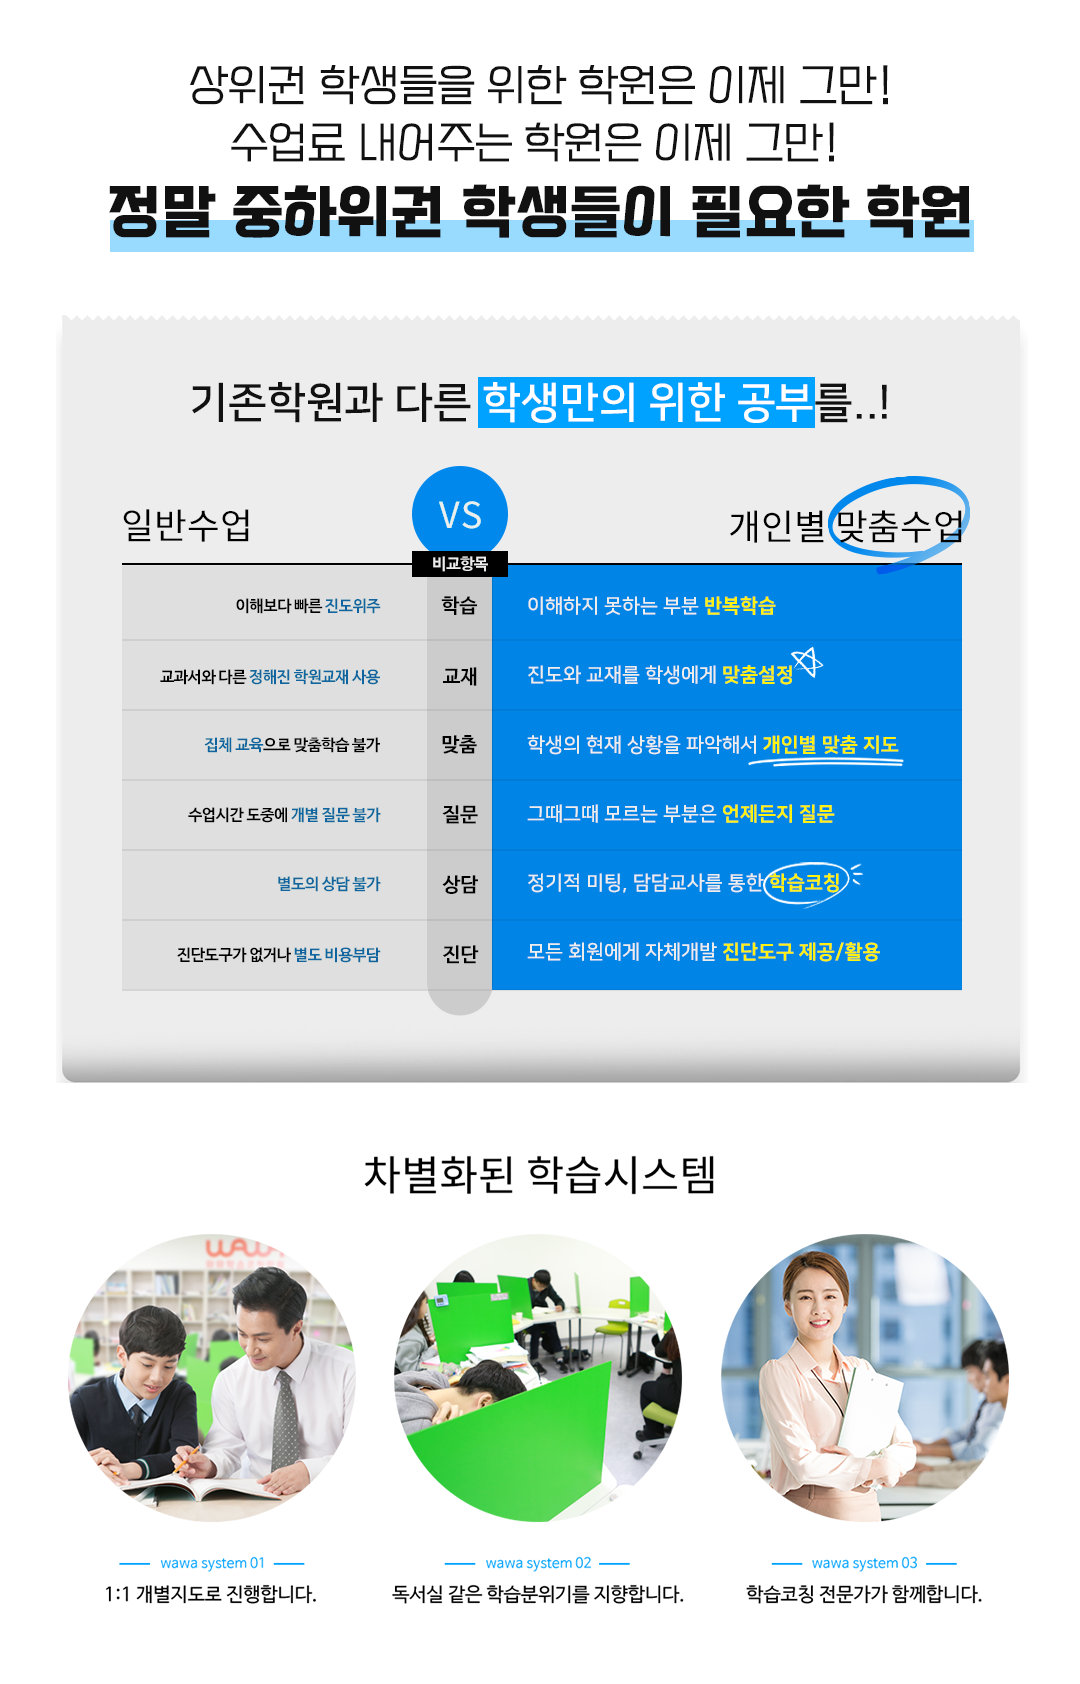 상위권 학생들을 위한 학원은 이제 그만!
수업료 내어주는 학원은 이제 그만!
정말 중하위권 학생들이 필요한 학원
기존학원과 다른 학생만의 위한 공부를..!
일반수업
VS
개인별 맞춤수업
비교항목
이해보다 빠른 진도위주
학습
이해하지 못하는 부분 반복학습
교과서와 다른 정해진 학원교재 사용
교재
진도와 교재를 학생에게 맞춤설정
집체 교육으로 맞춤학습 불가
맞춤
학생의 현재 상황을 파악해서 개인별 맞춤 지도
수업시간 도중에 개별 질문 불가
질문
그때그때 모르는 부분은 언제든지 질문
별도의 상담 불가
상담
정기적 미팅, 담담교사를 통한 학습코칭
진단도구가 없거나 별도 비용부담
진단
모든 회원에게 자체개발 진단도구 제공/활용
차별화된 학습시스템
WAWA
wawa system 01
1:1 개별지도로 진행합니다.
wawa system 02
독서실 같은 학습분위기를 지향합니다.
wawa system 03
학습코칭 전문가가 함께합니다.